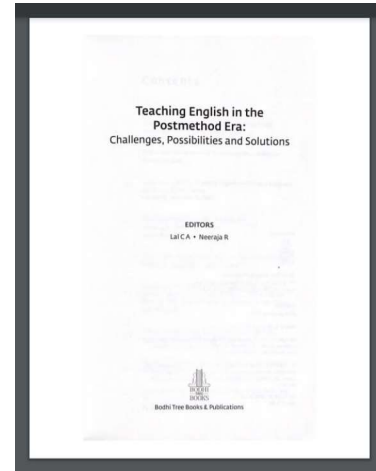 Teaching English in the
Postmethod Era:
Challenges, Possibilities and Solutions
EDITORS
Lal C A • Neeraja R
BODHI
TREE
BOOKS
Bodhi Tree Books & Publications